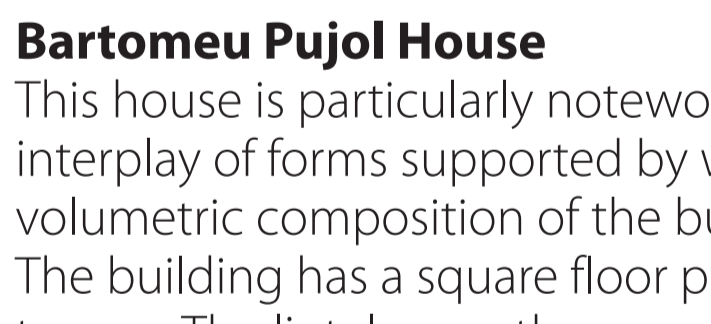 Bartomeu Pujol House
This house is particularly notewo
interplay of forms supported by
volumetric composition of the bu
The building has a square floor p